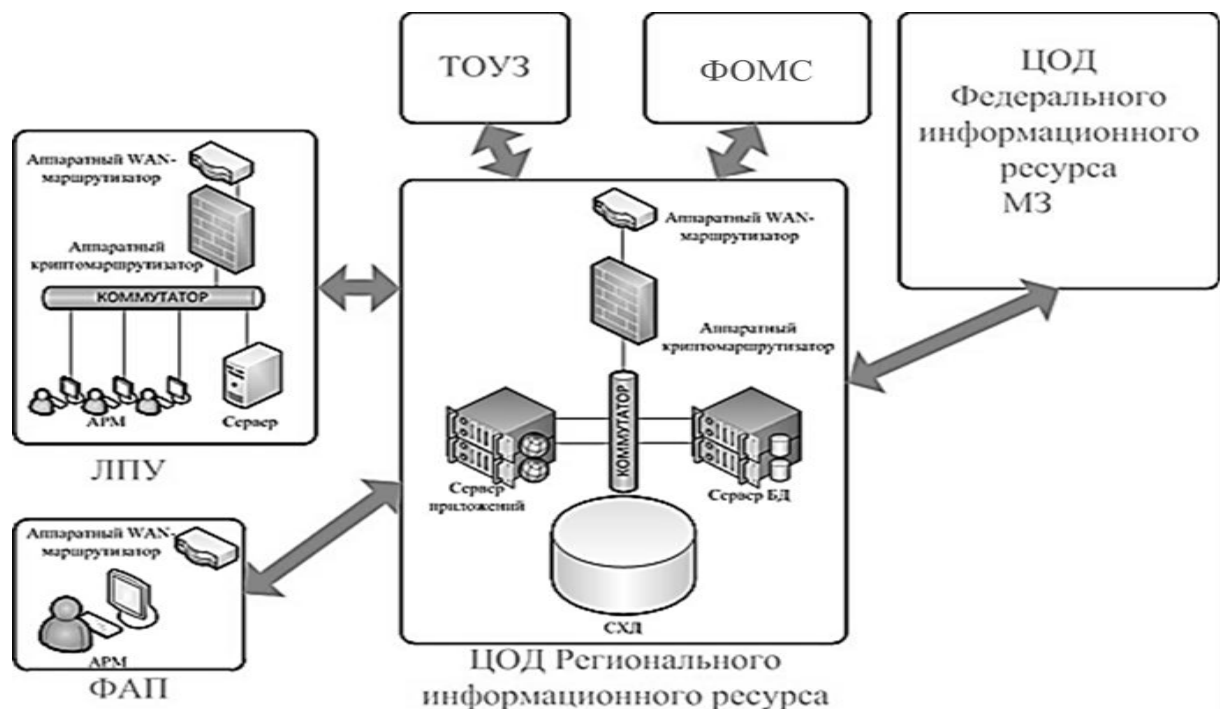 ТОУЗ
ФОМС
ЦОД
Федерального
информационного
ресурса
МЗ
Аппаратный WAN-
маршрутизатор
Аппаратный
криптомаршрутизатор
КОММУТАТОР
АРМ
Сервер
ЛПУ
Аппаратный WAN-
маршрутизатор
АРМ
ФАП
Аппаратный WAN-
маршрутизатор
Аппаратный
криптомаршрутизатор
КОММУТАТОР
Сервер
приложений
Сервер БД
СХД
ЦОД Регионального
информационного ресурса